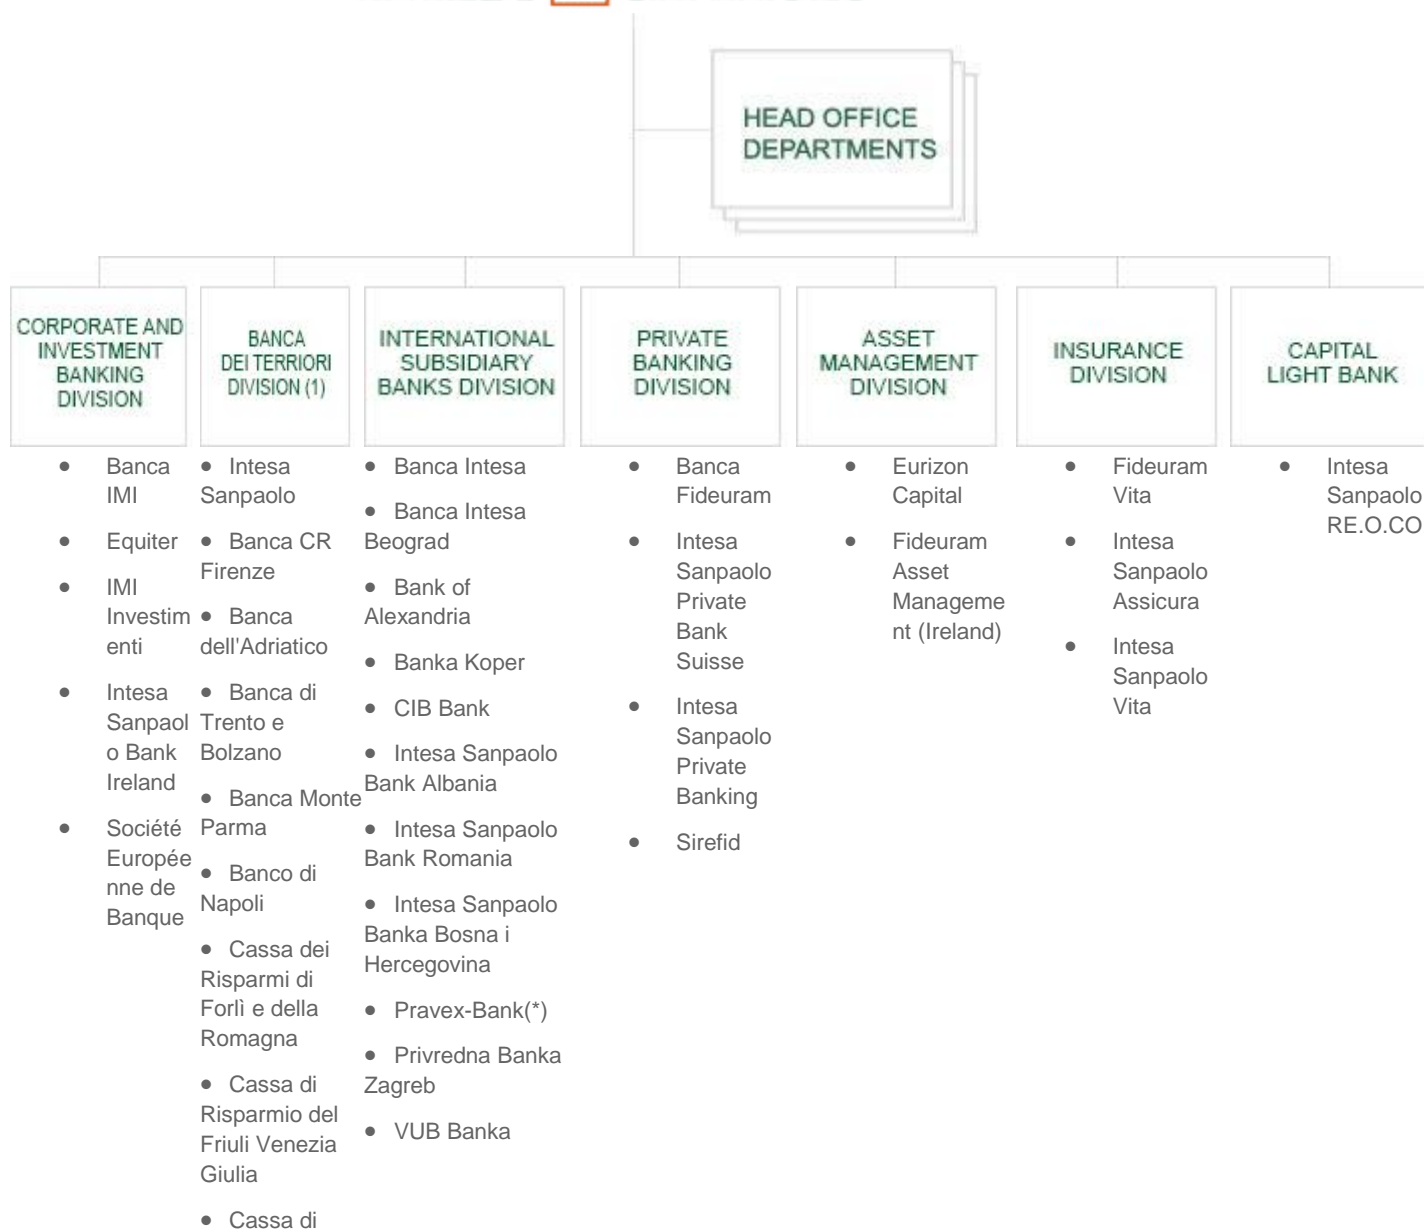 HEAD OFFICE
DEPARTMENTS
CORPORATE AND
INVESTMENT
BANKING
DIVISION
BANCA
DEI TERRIORI
DIVISION (1)
INTERNATIONAL
SUBSIDIARY
BANKS DIVISION
PRIVATE
BANKING
DIVISION
ASSET
MANAGEMENT
DIVISION
INSURANCE
DIVISION
CAPITAL
LIGHT BANK
• Banca
IMI
• Equiter
• IMI
Investim
enti
• Intesa
Sanpaol
o Bank
Ireland
• Société
Europée
nne de
Banque
• Intesa
Sanpaolo
• Banca CR
Firenze
• Banca
dell'Adriatico
• Banca di
Trento e
Bolzano
• Banca Monte
Parma
• Banco di
Napoli
• Cassa dei
Risparmi di
Forlì e della
Romagna
• Cassa di
Risparmio del
Friuli Venezia
Giulia
• Cassa di
• Banca Intesa
• Banca Intesa
Beograd
• Bank of
Alexandria
• Banka Koper
• CIB Bank
• Intesa Sanpaolo
Bank Albania
• Intesa Sanpaolo
Bank Romania
• Intesa Sanpaolo
Banka Bosna i
Hercegovina
• Pravex-Bank(*)
• Privredna Banka
Zagreb
• VUB Banka
• Banca
Fideuram
• Intesa
Sanpaolo
Private
Bank
Suisse
• Intesa
Sanpaolo
Private
Banking
• Sirefid
• Eurizon
Capital
• Fideuram
Asset
Manageme
nt (Ireland)
• Fideuram
Vita
• Intesa
Sanpaolo
Assicura
• Intesa
Sanpaolo
Vita
• Intesa
Sanpaolo
RE.O.CO